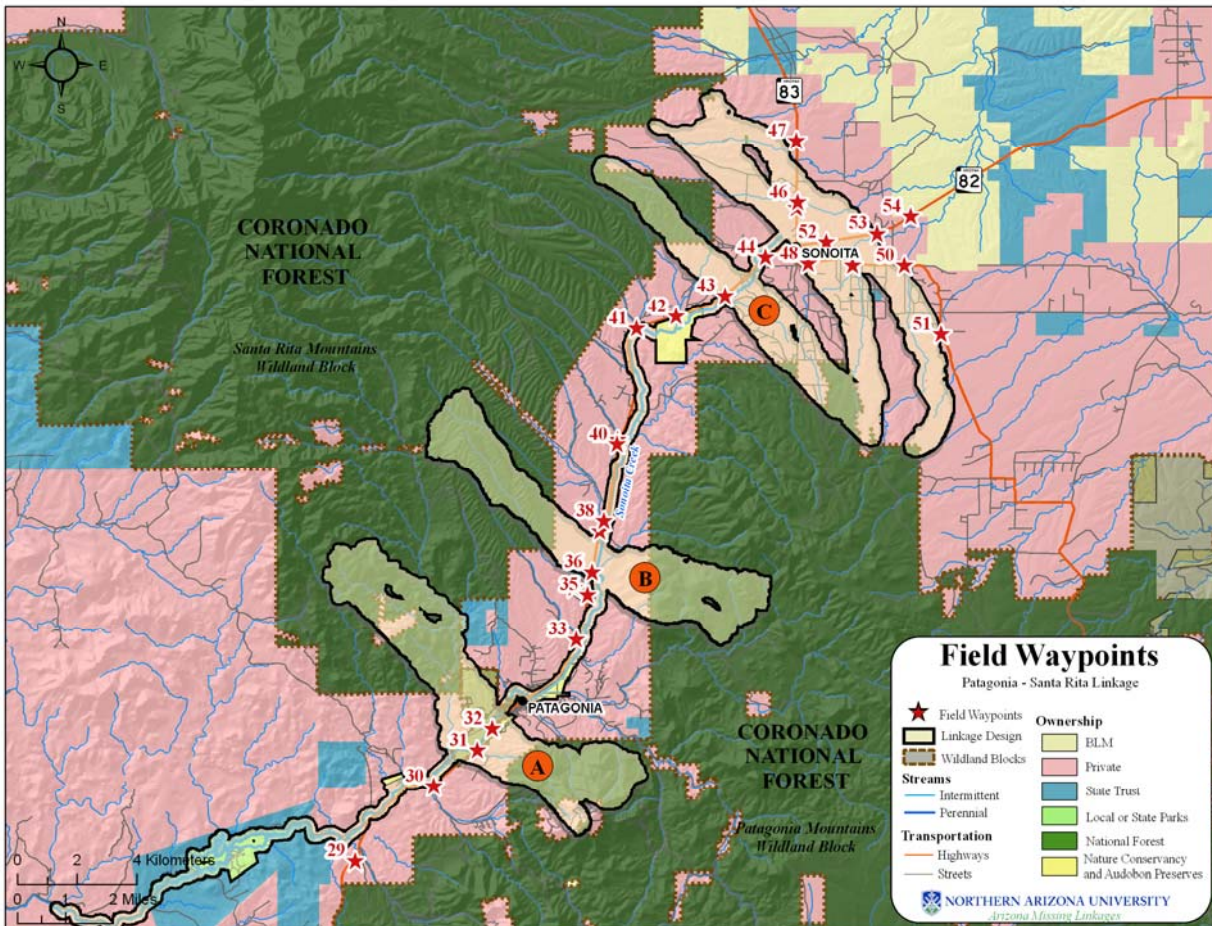 N
W E
S
ARIZONA
83
47
CORONADO
NATIONAL
FOREST
46
82
54
53
52
44
48
SONOITA
50
43
42
41
C
51
Santa Rita Mountains
Wildland Block
40
Sonoita Creek
38
36
B
35
33
PATAGONIA
32
31
A
30
29
CORONADO
NATIONAL
FOREST
Patagonia Mountains
Wildland Block
0 2 4 Kilometers
0 1 2 Miles
Field Waypoints
Patagonia - Santa Rita Linkage
Field Waypoints
Linkage Design
Wildland Blocks
Streams
Intermittent
Perennial
Transportation
Highways
Streets
Ownership
BLM
Private
State Trust
Local or State Parks
National Forest
Nature Conservancy
and Audobon Preserves
NORTHERN ARIZONA UNIVERSITY
Arizona Missing Linkages